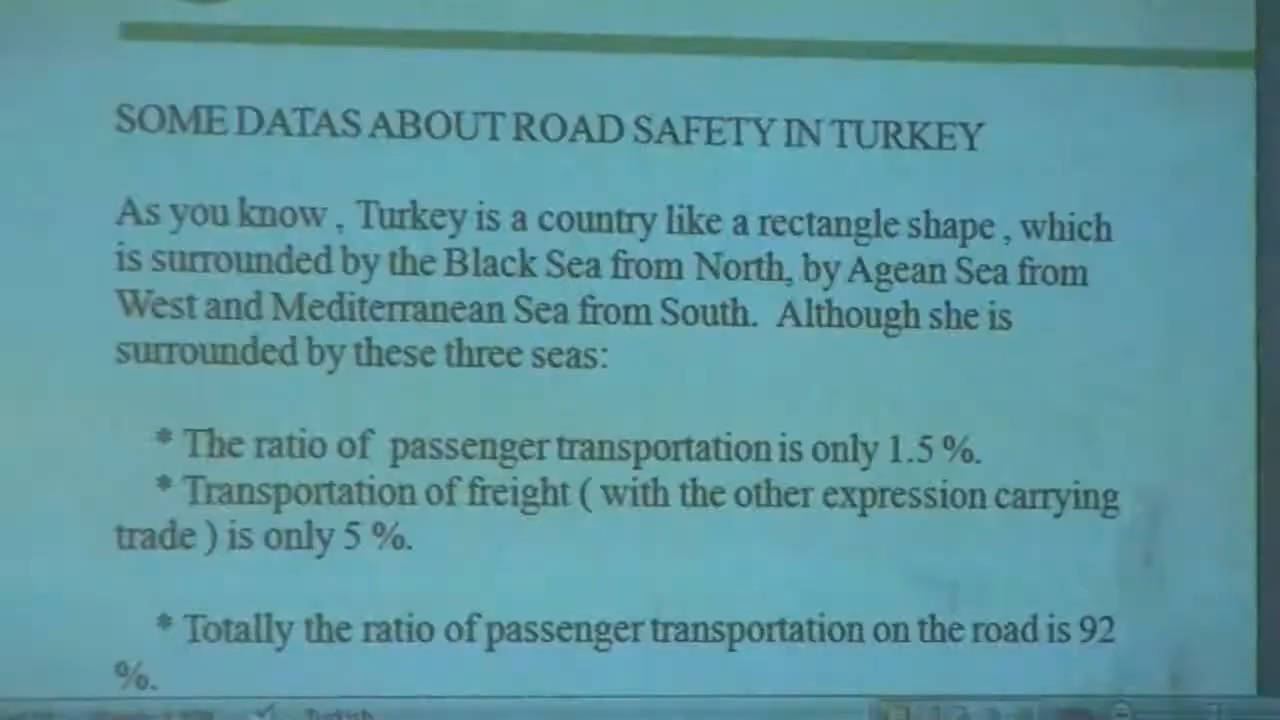 SOME DATAS ABOUT ROAD SAFETY IN TURKEY
As you know , Turkey is a country like a rectangle shape , which
is surrounded by the Black Sea from North, by Agean Sea from
West and Mediterranean Sea from South. Although she is
surrounded by these three seas:
* The ratio of passenger transportation is only 1.5 %.
* Transportation of freight ( with the other expression carrying
trade ) is only 5 %.
* Totally the ratio of passenger transportation on the road is 92
%.